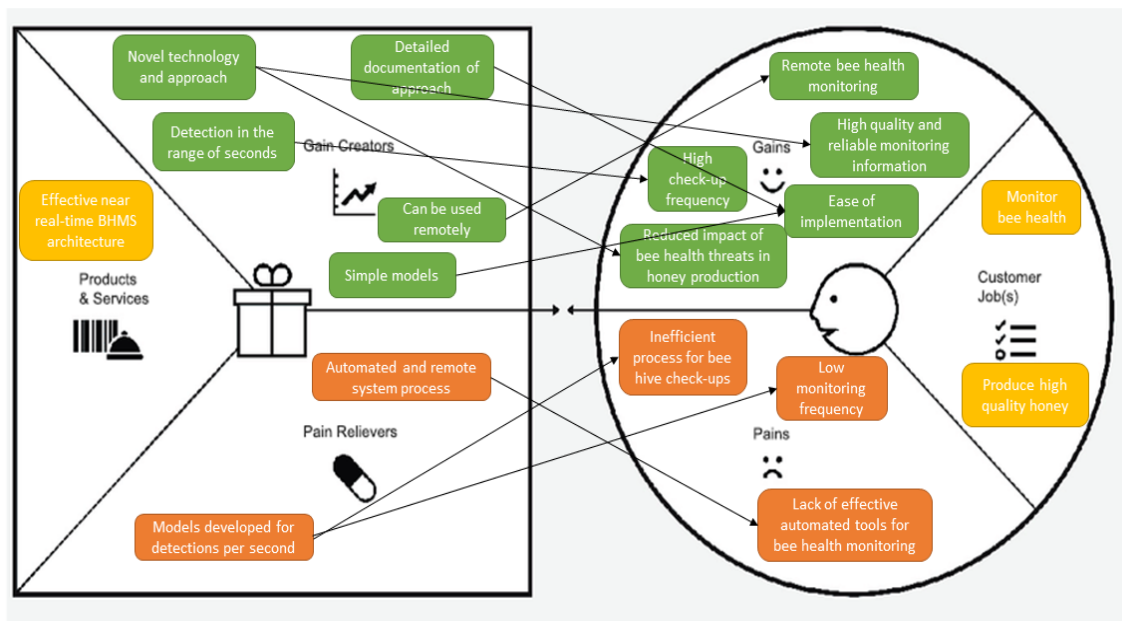 Novel technology
and approach
Detailed
documentation of
approach
Detection in the
range of seconds
Gain Creators
Effective near
real-time BHMS
architecture
Can be used
remotely
Simple models
Products
& Services
Automated and remote
system process
Pain Relievers
Models developed for
detections per second
Remote bee health
monitoring
High quality and
reliable monitoring
information
Gains
High
check-up
frequency
Ease of
implementation
Reduced impact of
bee health threats in
honey production
Monitor
bee health
Customer
Job(s)
Produce high
quality honey
Inefficient
process for bee
hive check-ups
Low
monitoring
frequency
Pains
Lack of effective
automated tools for
bee health monitoring